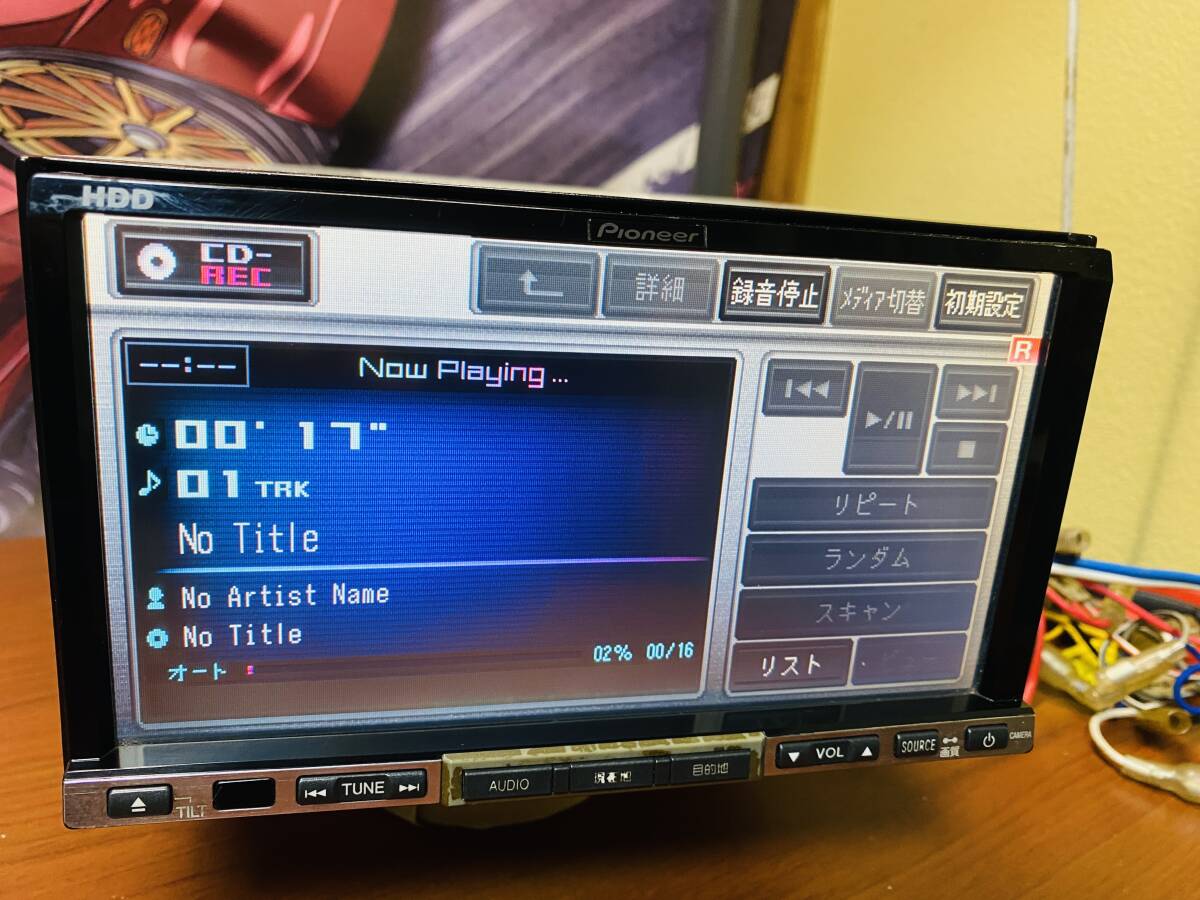 HDD
Pioneer
CD-
REC
詳細
録音停止
メディア切替
初期設定
R
--:--
Now Playing ...
00' 17"
01 TRK
No Title
No Artist Name
No Title
オート
02% 00/16
リピート
ランダム
スキャン
リスト
TILT
TUNE
AUDIO
現在地
目的地
VOL
SOURCE
画質
CAMERA